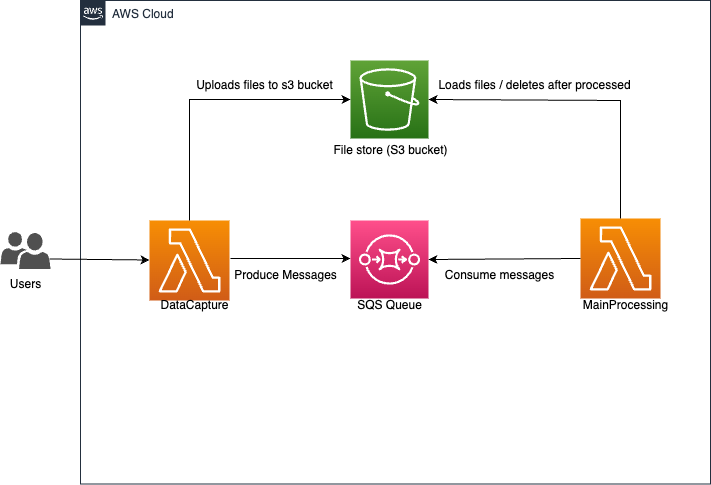 aws
AWS Cloud
Uploads files to s3 bucket
Loads files / deletes after processed
File store (S3 bucket)
Users
Produce Messages
Consume messages
DataCapture
SQS Queue
MainProcessing